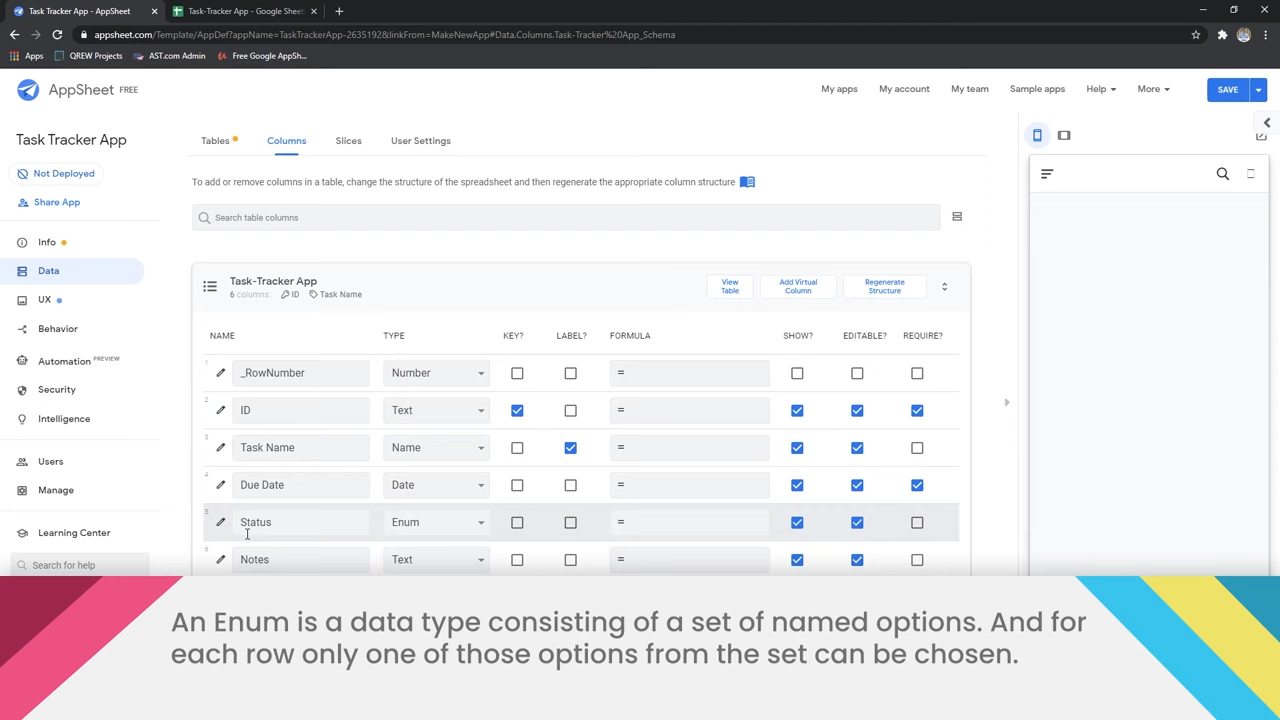 Task Tracker App - AppSheet
Task-Tracker App - Google Sheet
appsheet.com/Template/AppDef?appName=TaskTrackerApp-2635192&linkFrom=MakeNewApp#Data.Columns.Task-Tracker%20App_Schema
Apps
QREW Projects
AST.com Admin
Free Google AppSh...
AppSheet FREE
My apps
My account
My team
Sample apps
Help
More
SAVE
Task Tracker App
Not Deployed
Share App
Info
Data
UX
Behavior
Automation PREVIEW
Security
Intelligence
Users
Manage
Learning Center
Search for help
Tables
Columns
Slices
User Settings
To add or remove columns in a table, change the structure of the spreadsheet and then regenerate the appropriate column structure
Search table columns
Task-Tracker App
6 columns: ID Task Name
View Table
Add Virtual Column
Regenerate Structure
NAME TYPE KEY? LABEL? FORMULA SHOW? EDITABLE? REQUIRE?
1 _RowNumber Number =
2 ID Text =
3 Task Name Name =
4 Due Date Date =
5 Status Enum =
6 Notes Text =
An Enum is a data type consisting of a set of named options. And for
each row only one of those options from the set can be chosen.